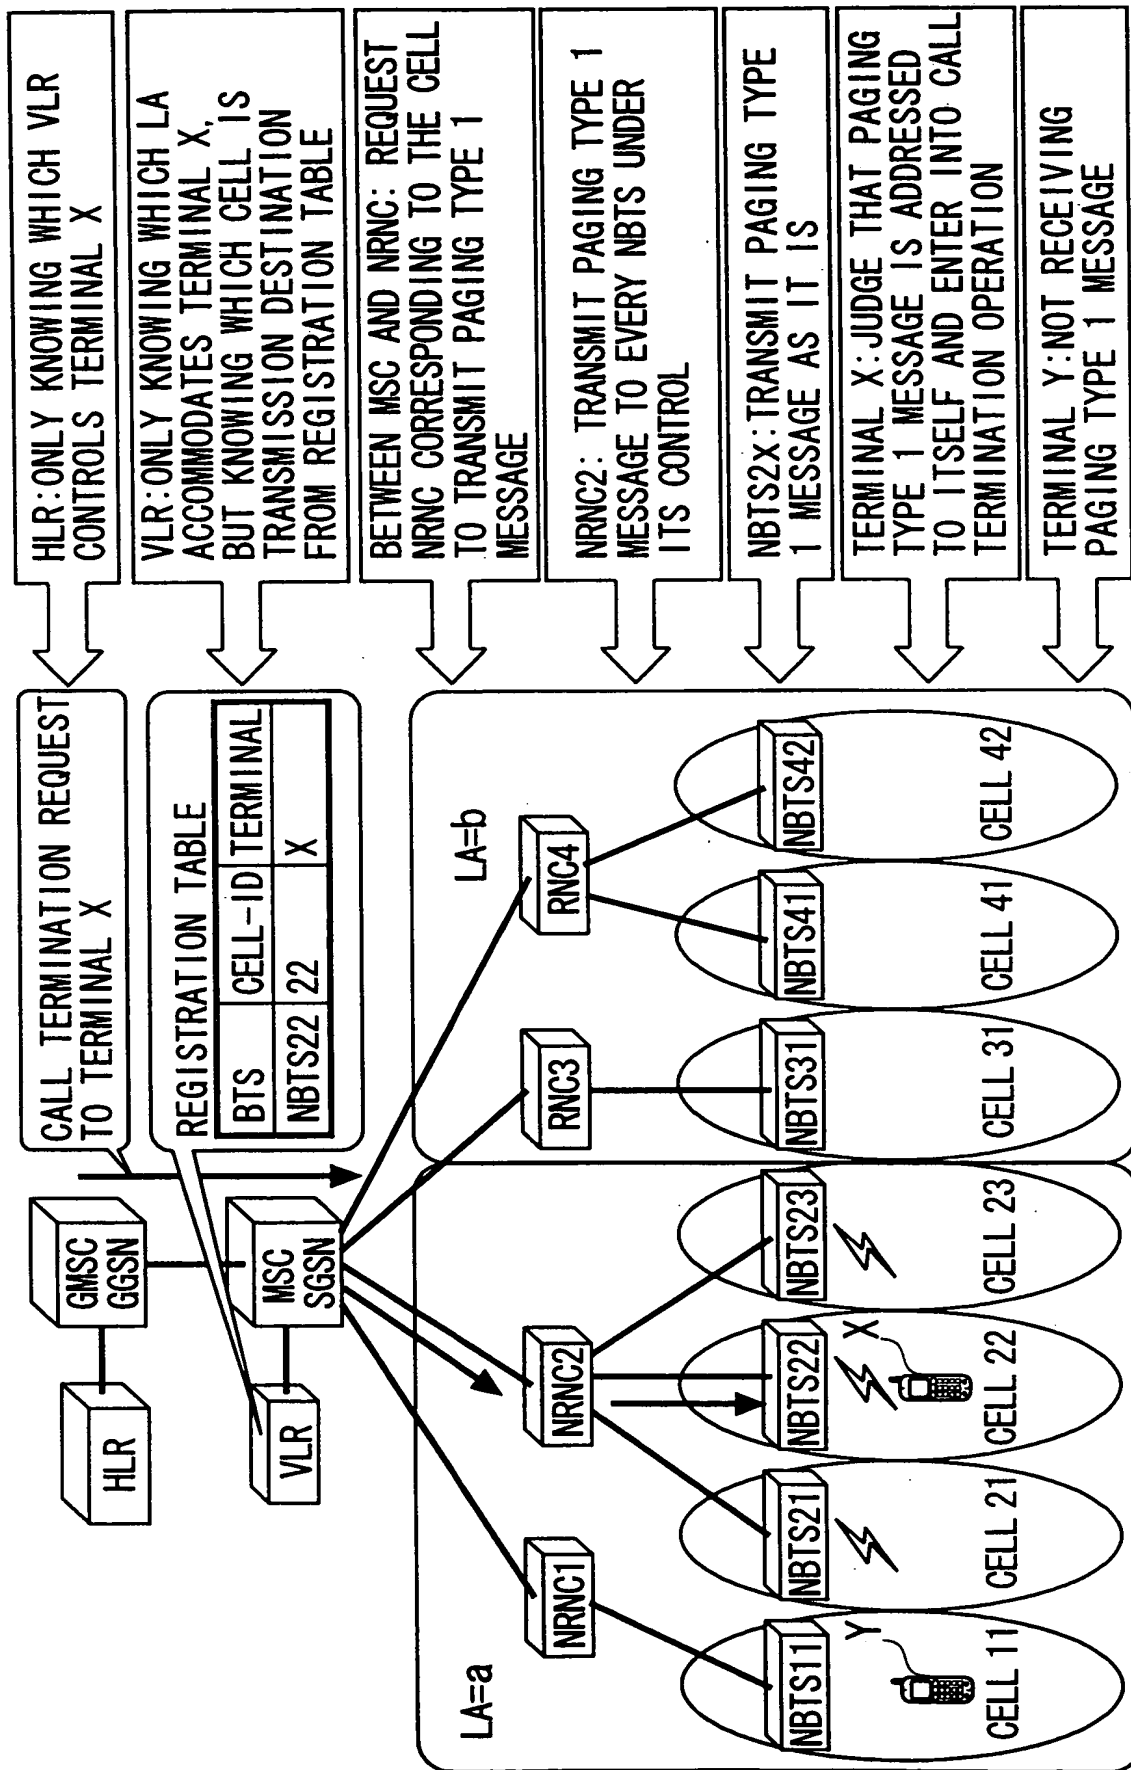 HLR
GMSC
GGSN
CALL TERMINATION REQUEST
TO TERMINAL X
HLR:ONLY KNOWING WHICH VLR
CONTROLS TERMINAL X
VLR
MSC
SGSN
REGISTRATION TABLE
BTS CELL-ID TERMINAL
NBTS22 22 X
VLR:ONLY KNOWING WHICH LA
ACCOMMODATES TERMINAL X,
BUT KNOWING WHICH CELL IS
TRANSMISSION DESTINATION
FROM REGISTRATION TABLE
BETWEEN MSC AND NRNC: REQUEST
NRNC CORRESPONDING TO THE CELL
TO TRANSMIT PAGING TYPE 1
MESSAGE
LA=a
LA=b
NRNC1
NRNC2
RNC3
RNC4
NRNC2: TRANSMIT PAGING TYPE 1
MESSAGE TO EVERY NBTS UNDER
ITS CONTROL
NBTS11
NBTS21
NBTS22
NBTS23
NBTS31
NBTS41
NBTS42
NBTS2X:TRANSMIT PAGING TYPE
1 MESSAGE AS IT IS
Y
X
TERMINAL X:JUDGE THAT PAGING
TYPE 1 MESSAGE IS ADDRESSED
TO ITSELF AND ENTER INTO CALL
TERMINATION OPERATION
CELL 11
CELL 21
CELL 22
CELL 23
CELL 31
CELL 41
CELL 42
TERMINAL Y:NOT RECEIVING
PAGING TYPE 1 MESSAGE